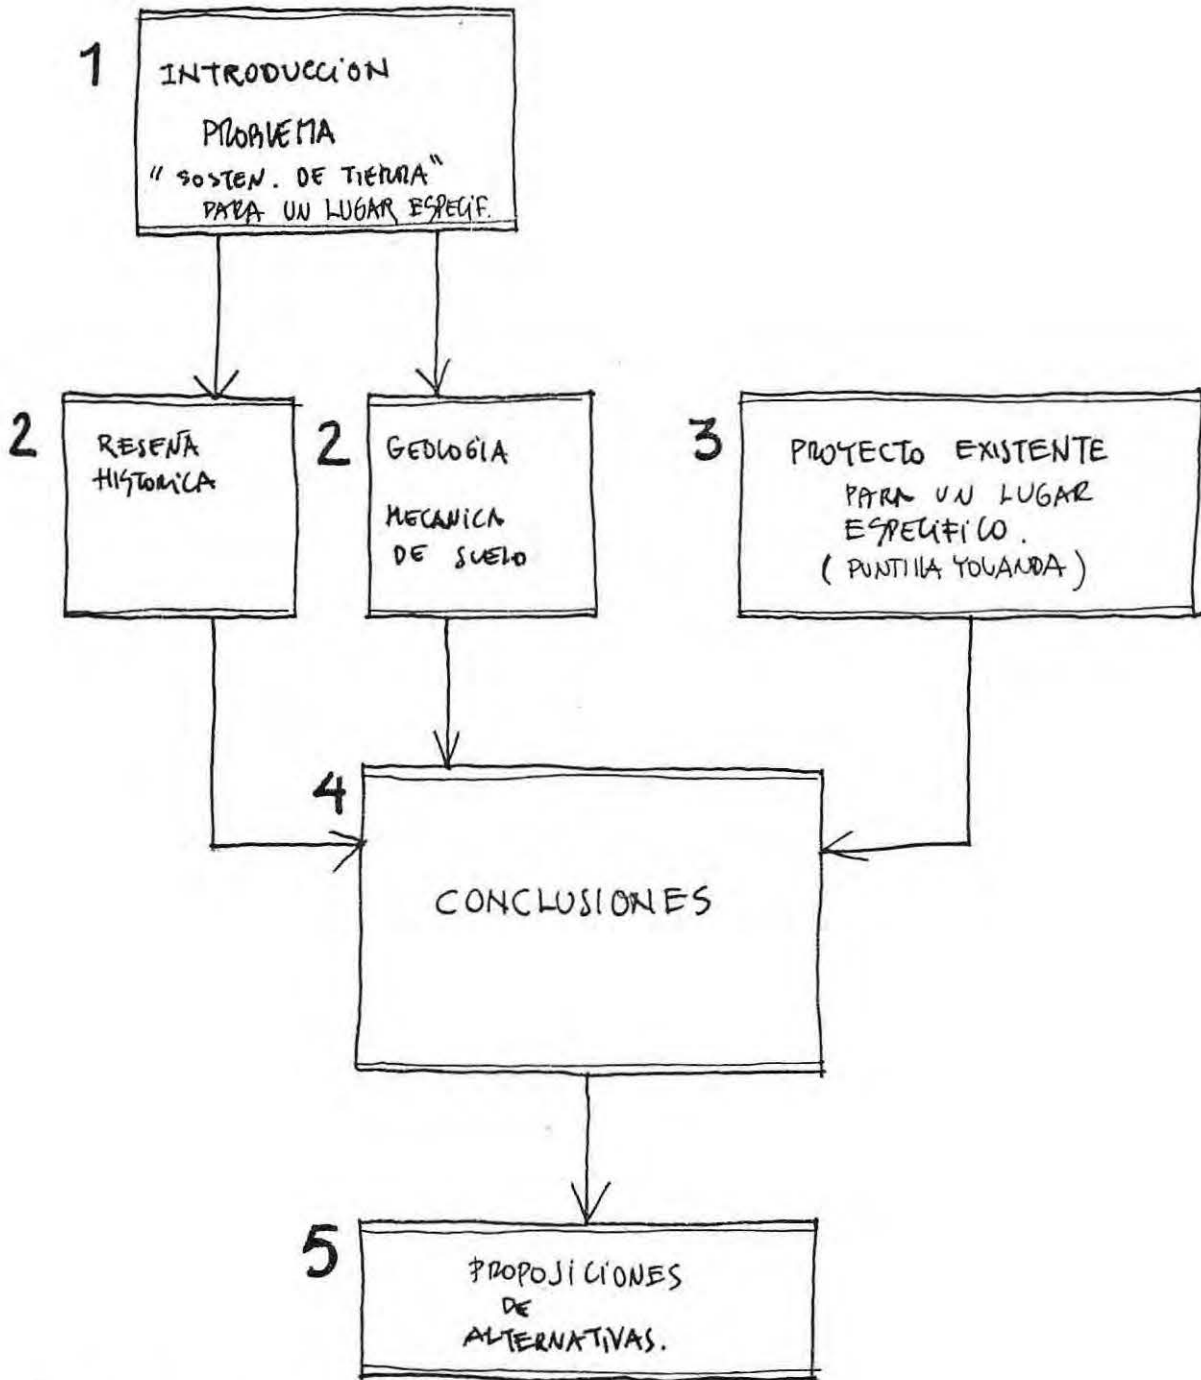 1
INTRODUCCION
PROBLEMA
"SOSTEN. DE TIERRA"
PARA UN LUGAR ESPECIF.
2
RESEÑA
HISTORICA
2
GEOLOGIA
MECANICA
DE SUELO
3
PROYECTO EXISTENTE
PARA UN LUGAR
ESPECIFICO.
(PUNTILLA YOLANDA)
4
CONCLUSIONES
5
PROPOSICIONES
DE
ALTERNATIVAS.